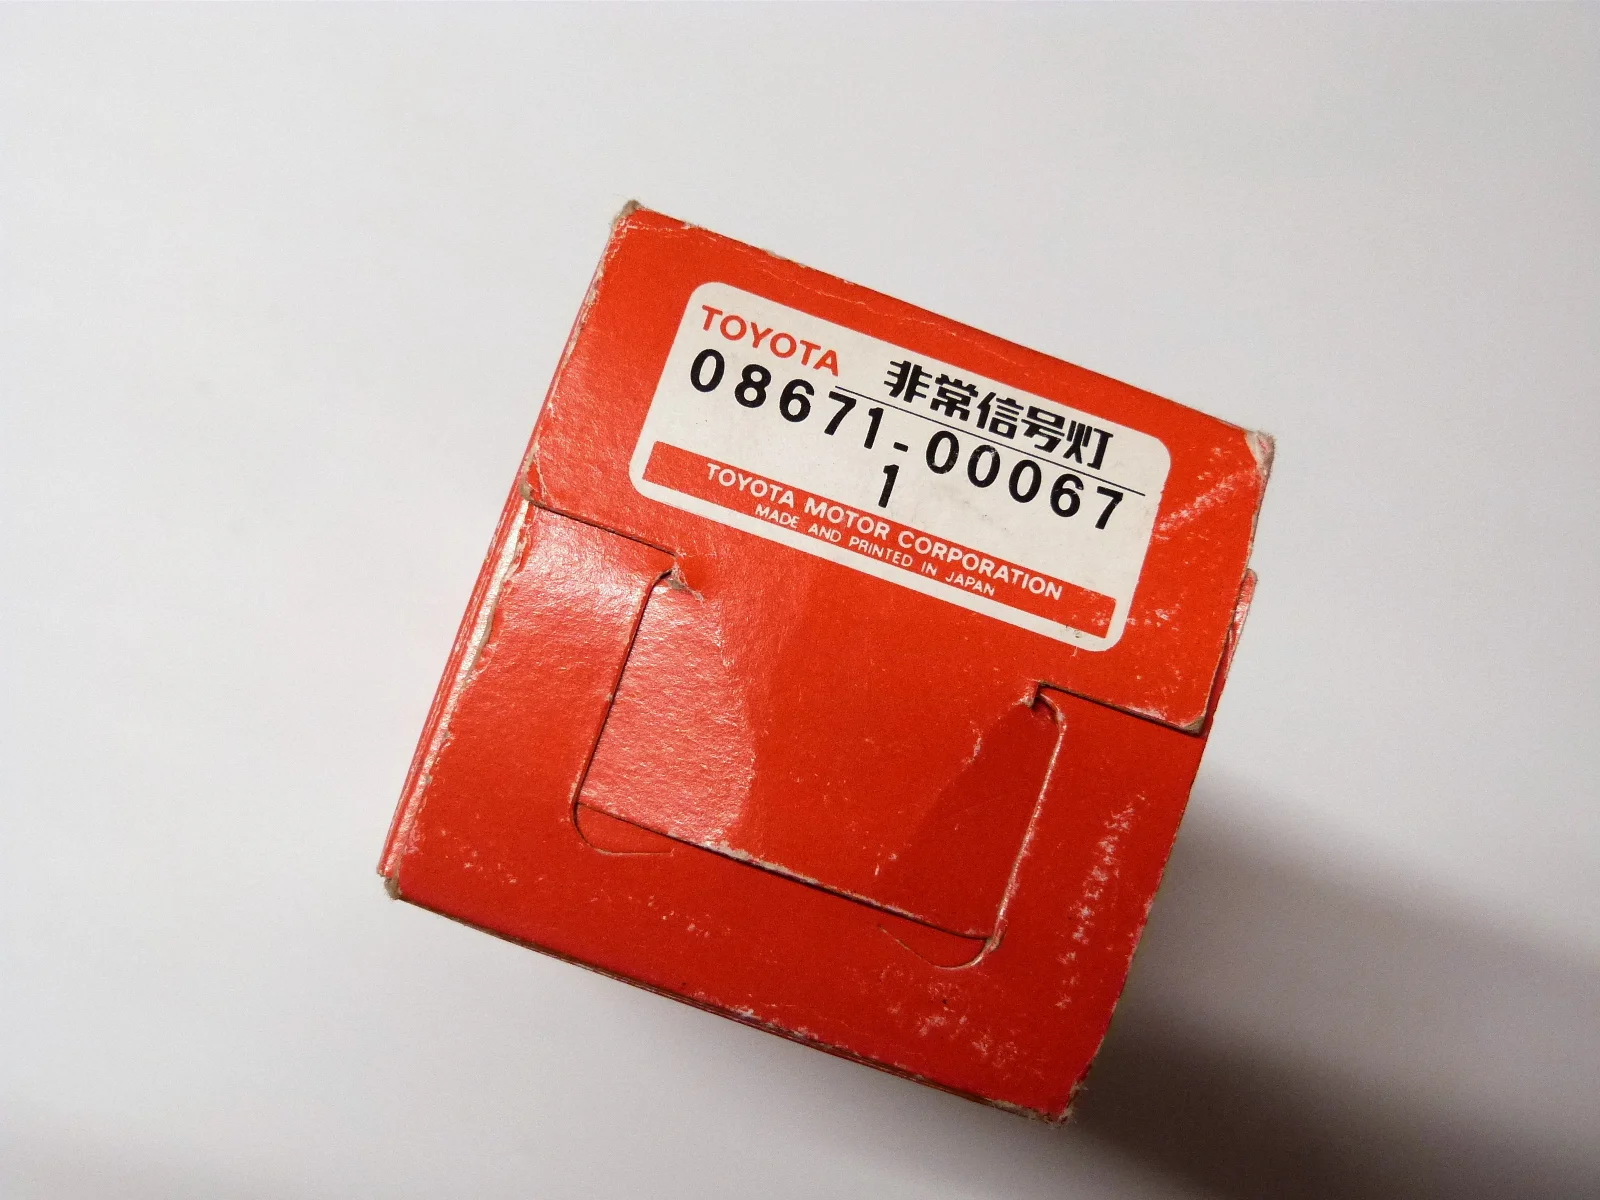 TOYOTA 非常信号灯
08671-00067
1
TOYOTA MOTOR CORPORATION
MADE AND PRINTED IN JAPAN